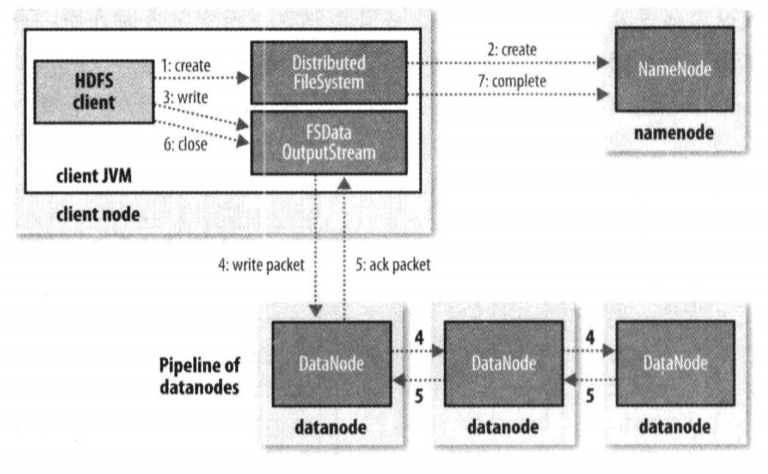 1: create
HDFS
client
3: write
6: close
Distributed
FileSystem
FSData
OutputStream
client JVM
client node
2: create
7: complete
NameNode
namenode
4: write packet
5: ack packet
Pipeline of
datanodes
DataNode
4
5
DataNode
4
5
DataNode
datanode
datanode
datanode